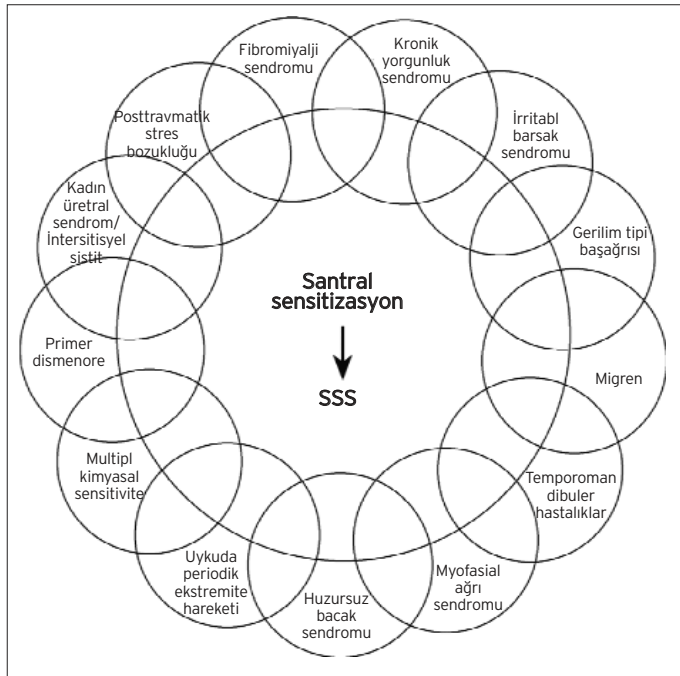 Fibromiyalji
sendromu
Kronik
yorgunluk
sendromu
İrritabl
barsak
sendromu
Gerilim tipi
başağrısı
Migren
Temporoman
dibuler
hastalıklar
Myofasial
ağrı
sendromu
Huzursuz
bacak
sendromu
Uykuda
periodik
ekstremite
hareketi
Multipl
kimyasal
sensitivite
Primer
dismenore
Kadın
üretral
sendrom/
İntersitisyel
sistit
Posttravmatik
stres
bozukluğu
Santral
sensitizasyon
SSS